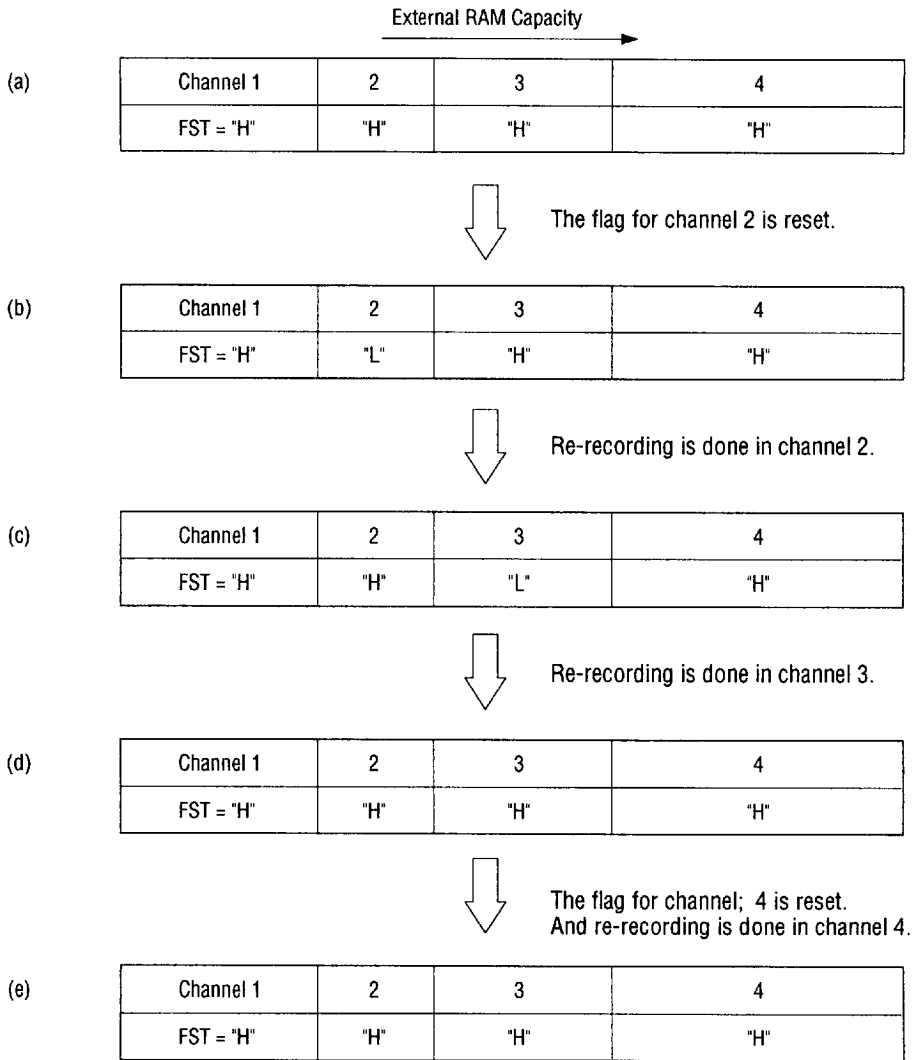 External RAM Capacity
(a)
Channel 1 2 3 4
FST = "H" "H" "H" "H"
The flag for channel 2 is reset.
(b)
Channel 1 2 3 4
FST = "H" "L" "H" "H"
Re-recording is done in channel 2.
(c)
Channel 1 2 3 4
FST = "H" "H" "L" "H"
Re-recording is done in channel 3.
(d)
Channel 1 2 3 4
FST = "H" "H" "H" "H"
The flag for channel; 4 is reset.
And re-recording is done in channel 4.
(e)
Channel 1 2 3 4
FST = "H" "H" "H" "H"